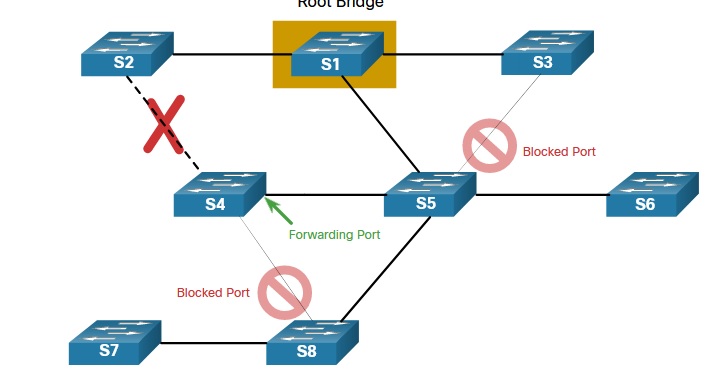 Root Bridge
S2
S1
S3
Blocked Port
S4
S5
S6
Forwarding Port
Blocked Port
S7
S8